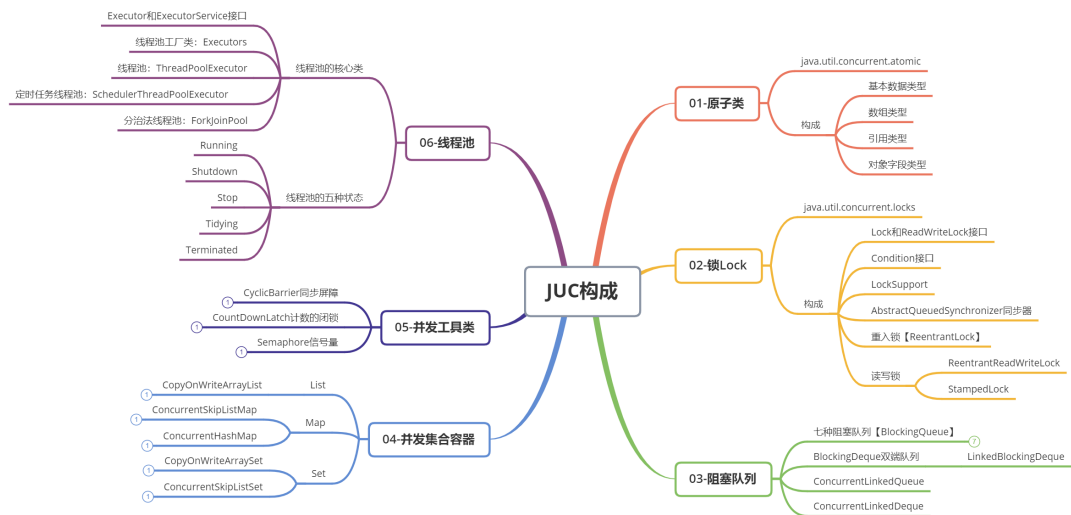 JUC构成
01-原子类
java.util.concurrent.atomic
构成
基本数据类型
数组类型
引用类型
对象字段类型
02-锁Lock
java.util.concurrent.locks
构成
Lock和ReadWriteLock接口
Condition接口
LockSupport
AbstractQueuedSynchronizer同步器
重入锁【ReentrantLock】
读写锁
ReentrantReadWriteLock
StampedLock
03-阻塞队列
七种阻塞队列【BlockingQueue】
7
BlockingDeque双端队列
LinkedBlockingDeque
ConcurrentLinkedQueue
ConcurrentLinkedDeque
04-并发集合容器
List
CopyOnWriteArrayList
1
Map
ConcurrentSkipListMap
1
ConcurrentHashMap
1
Set
CopyOnWriteArraySet
1
ConcurrentSkipListSet
1
05-并发工具类
CyclicBarrier同步屏障
1
CountDownLatch计数的闭锁
1
Semaphore信号量
1
06-线程池
线程池的核心类
Executor和ExecutorService接口
线程池工厂类：Executors
线程池：ThreadPoolExecutor
定时任务线程池：SchedulerThreadPoolExecutor
分治法线程池：ForkJoinPool
线程池的五种状态
Running
Shutdown
Stop
Tidying
Terminated